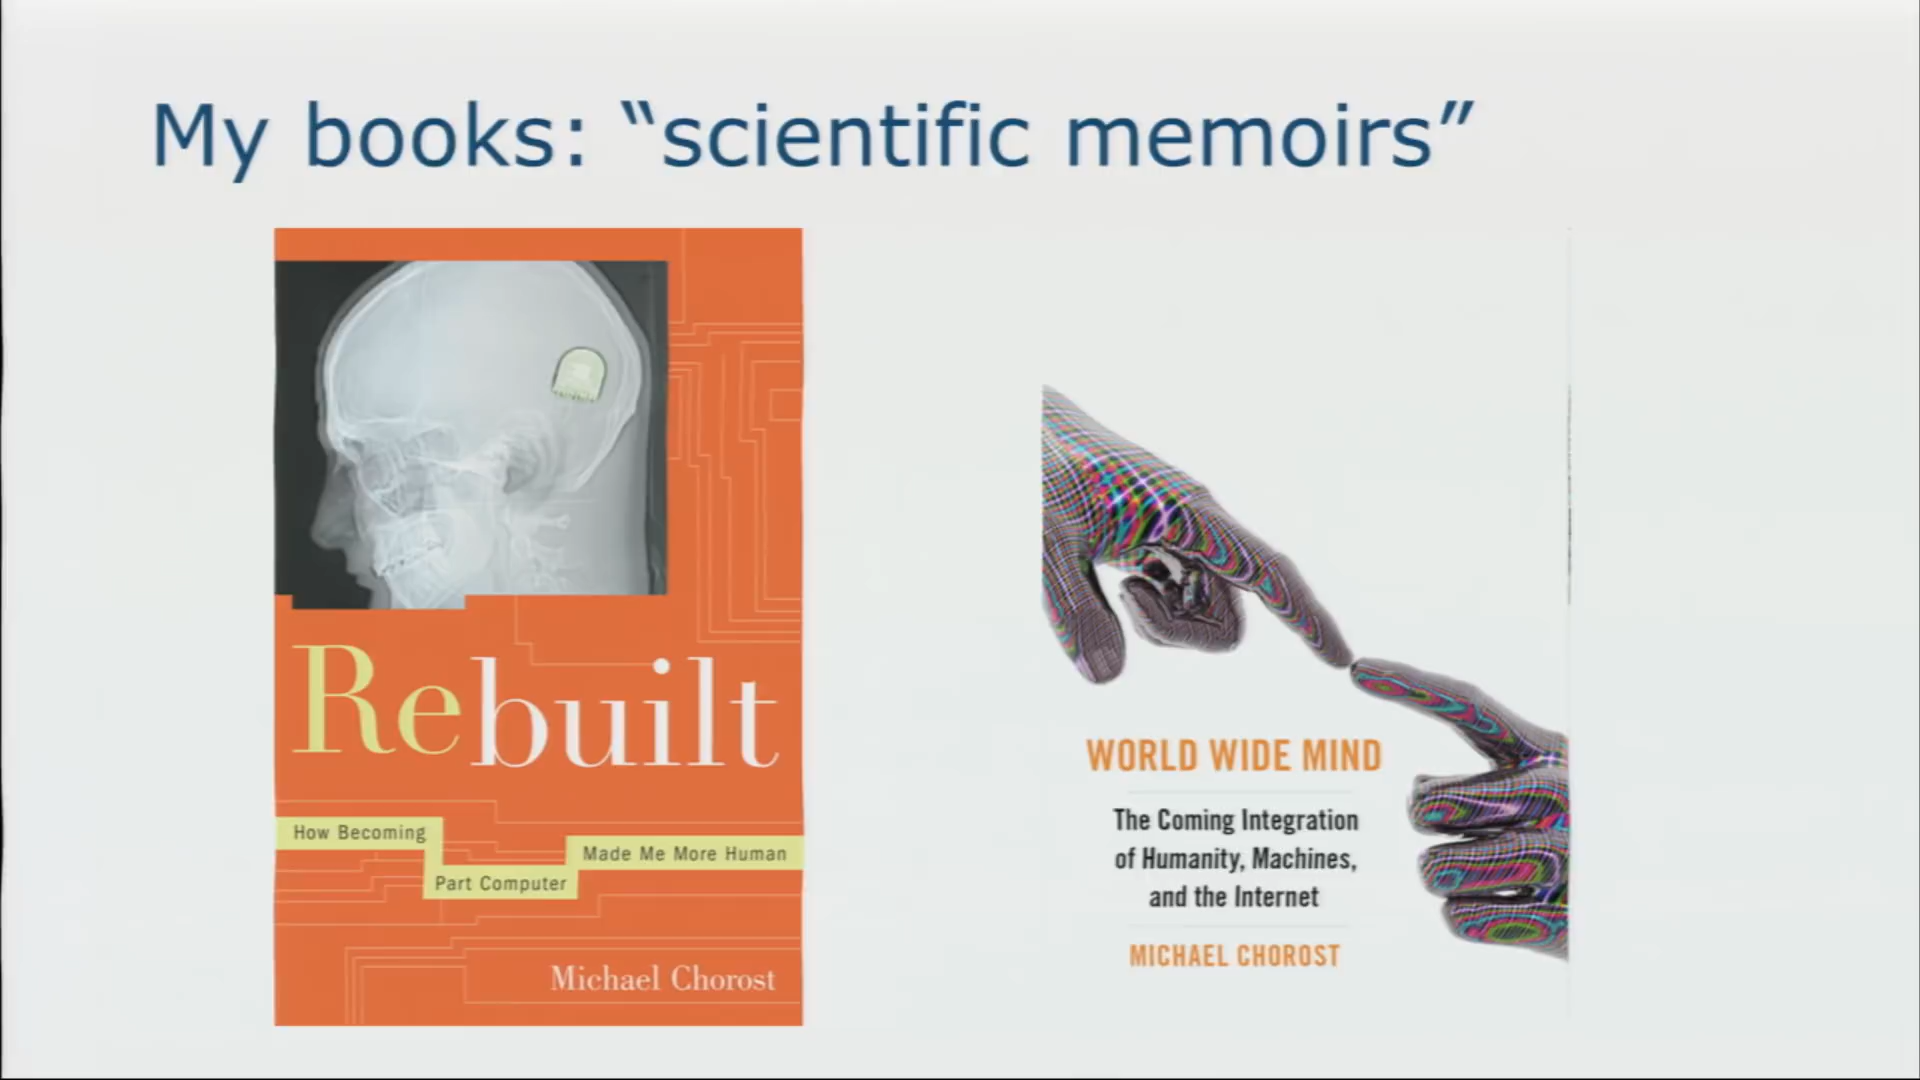 My books: “scientific memoirs”
Rebuilt
How Becoming
Part Computer
Made Me More Human
Michael Chorost
WORLD WIDE MIND
The Coming Integration
of Humanity, Machines,
and the Internet
MICHAEL CHOROST